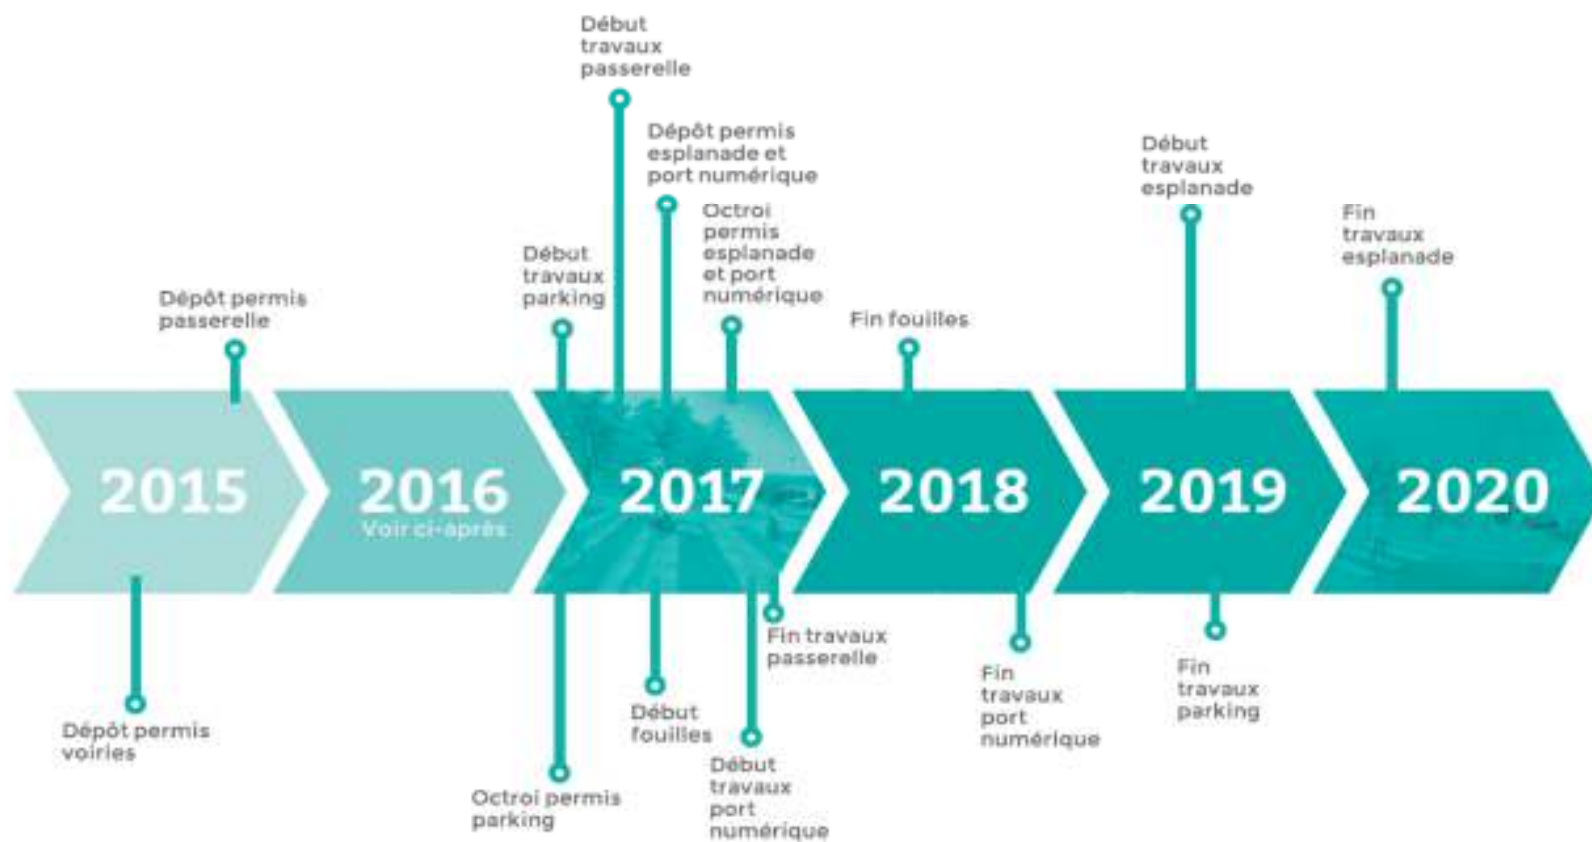 Début
travaux
passerelle
Dépôt permis
esplanade et
port numérique
Début
travaux
esplanade
Octroi
permis
esplanade
et port
numérique
Fin
travaux
esplanade
Début
travaux
parking
Dépôt permis
passerelle
Fin fouilles
2015
2016
Voir ci-après
2017
2018
2019
2020
Fin travaux
passerelle
Fin
travaux
port
numérique
Fin
travaux
parking
Dépôt permis
voiries
Début
fouilles
Début
travaux
port
numérique
Octroi permis
parking